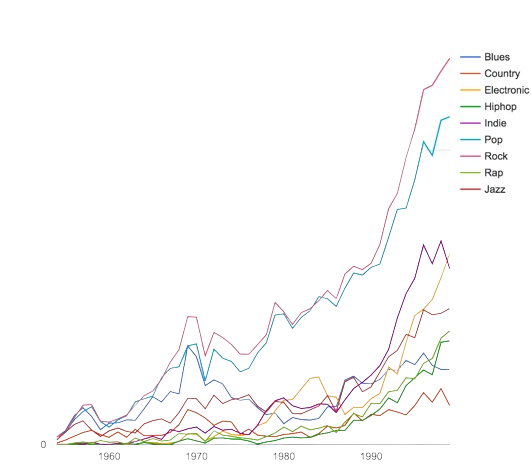 Blues
Country
Electronic
Hiphop
Indie
Pop
Rock
Rap
Jazz
0
1960 1970 1980 1990